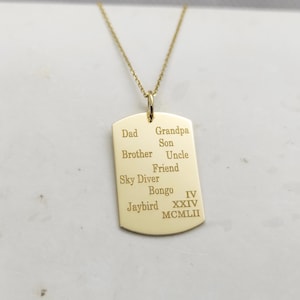 Dad Grandpa
Son
Brother Uncle
Friend
Sky Diver
Bongo
IV
Jaybird XXIV
MCMLII